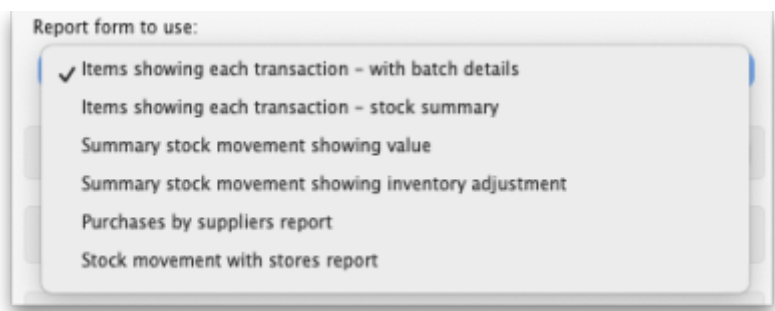 Report form to use:
✓ Items showing each transaction – with batch details
Items showing each transaction – stock summary
Summary stock movement showing value
Summary stock movement showing inventory adjustment
Purchases by suppliers report
Stock movement with stores report